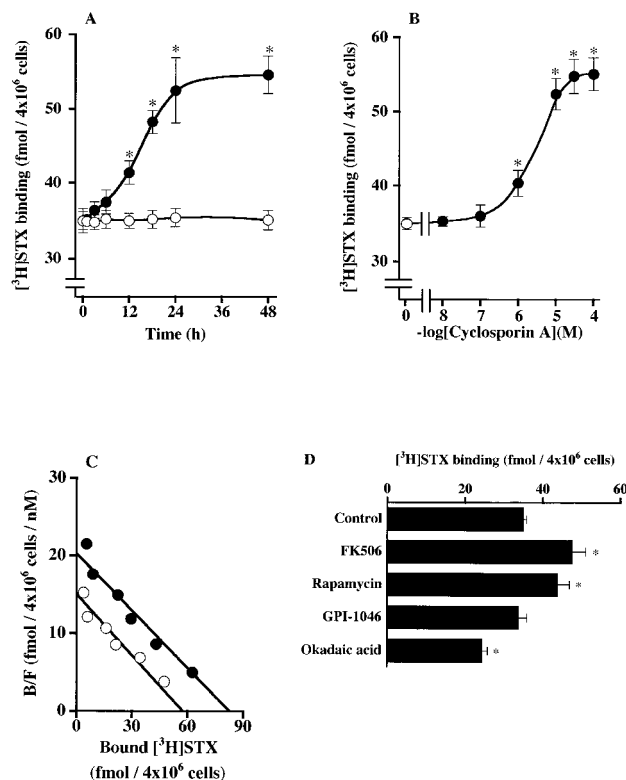 A
[³H]STX binding (fmol / 4x10⁶ cells)
60
50
40
30
0
12
24
36
48
Time (h)
*
*
*
*
B
[³H]STX binding (fmol / 4x10⁶ cells)
60
50
40
30
0
8
7
6
5
4
-log[Cyclosporin A](M)
*
*
*
*
C
B/F (fmol / 4x10⁶ cells / nM)
30
20
10
0
0
30
60
90
Bound [³H]STX
(fmol / 4x10⁶ cells)
D
[³H]STX binding (fmol / 4x10⁶ cells)
0
20
40
60
Control
FK506 *
Rapamycin *
GPI-1046
Okadaic acid *